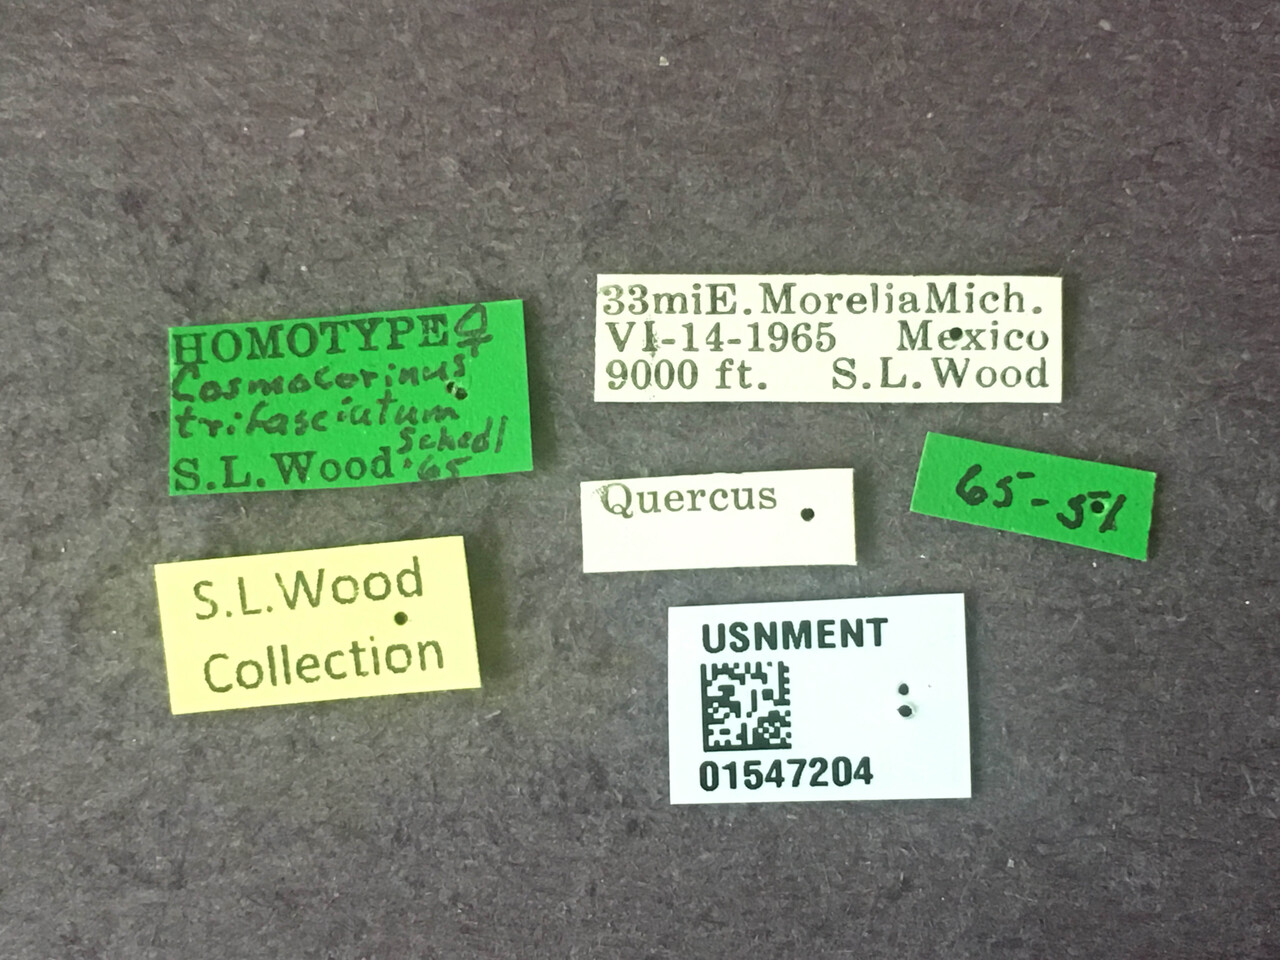 HOMOTYPE ♀
Cosmocorinus
trifasciatum
Schedl
S.L.Wood '65
33miE.MoreliaMich.
VI-14-1965 Mexico
9000 ft. S.L.Wood
Quercus
65-51
S.L.Wood
Collection
USNMENT
01547204